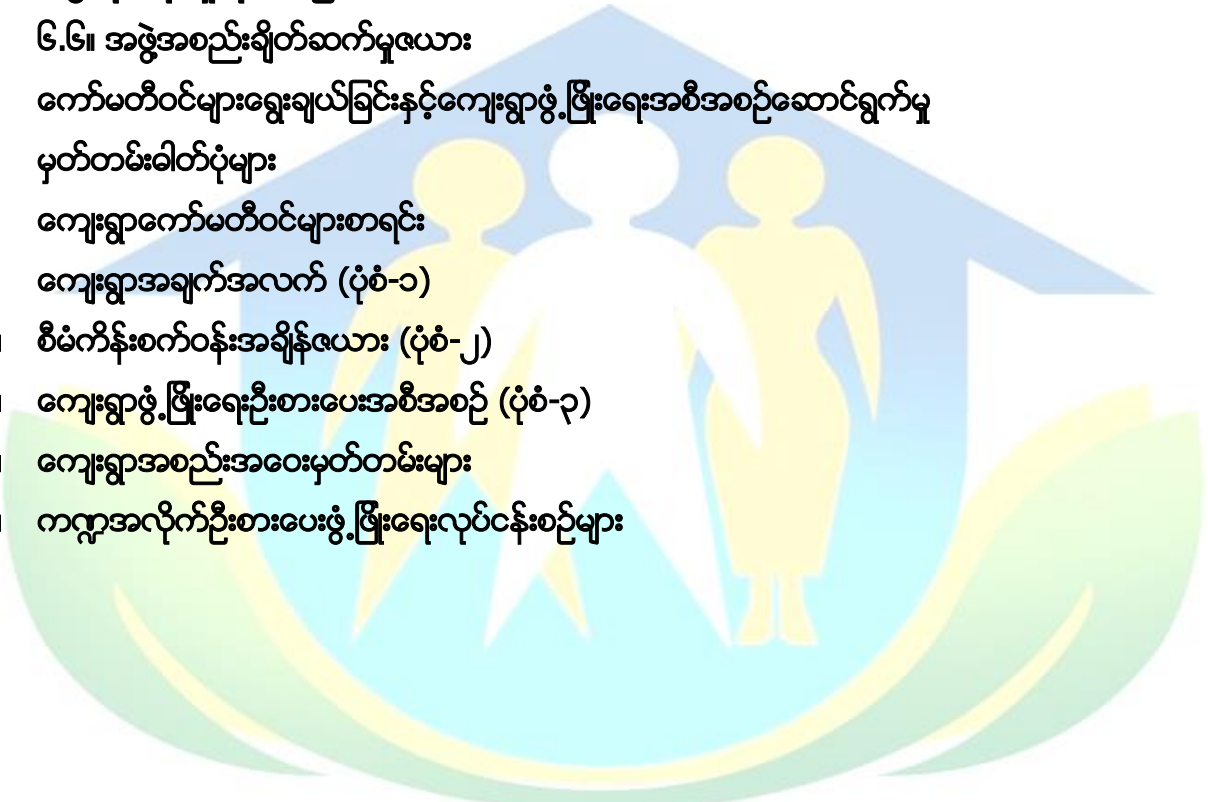 ၆.၆။ အဖွဲ့အစည်းချိတ်ဆက်မှုဇယား
ကော်မတီဝင်များရွေးချယ်ခြင်းနှင့်ကျေးရွာဖွံ့ဖြိုးရေးအစီအစဉ်ဆောင်ရွက်မှု
မှတ်တမ်းဓါတ်ပုံများ
ကျေးရွာကော်မတီဝင်များစာရင်း
ကျေးရွာအချက်အလက် (ပုံစံ-၁)
။ စီမံကိန်းစက်ဝန်းအချိန်ဇယား (ပုံစံ-၂)
။ ကျေးရွာဖွံ့ဖြိုးရေးဦးစားပေးအစီအစဉ် (ပုံစံ-၃)
။ ကျေးရွာအစည်းအဝေးမှတ်တမ်းများ
။ ကဏ္ဍအလိုက်ဦးစားပေးဖွံ့ဖြိုးရေးလုပ်ငန်းစဉ်များ